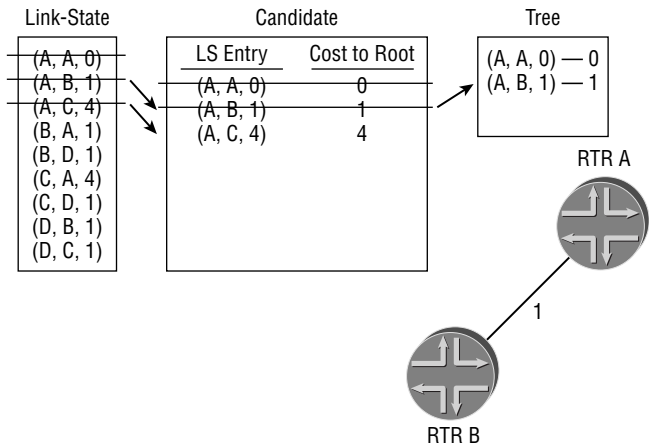 Link-State
Candidate
Tree
(A, A, 0)
(A, B, 1)
(A, C, 4)
(B, A, 1)
(B, D, 1)
(C, A, 4)
(C, D, 1)
(D, B, 1)
(D, C, 1)
LS Entry Cost to Root
(A, A, 0) 0
(A, B, 1) 1
(A, C, 4) 4
(A, A, 0) — 0
(A, B, 1) — 1
RTR A
1
RTR B